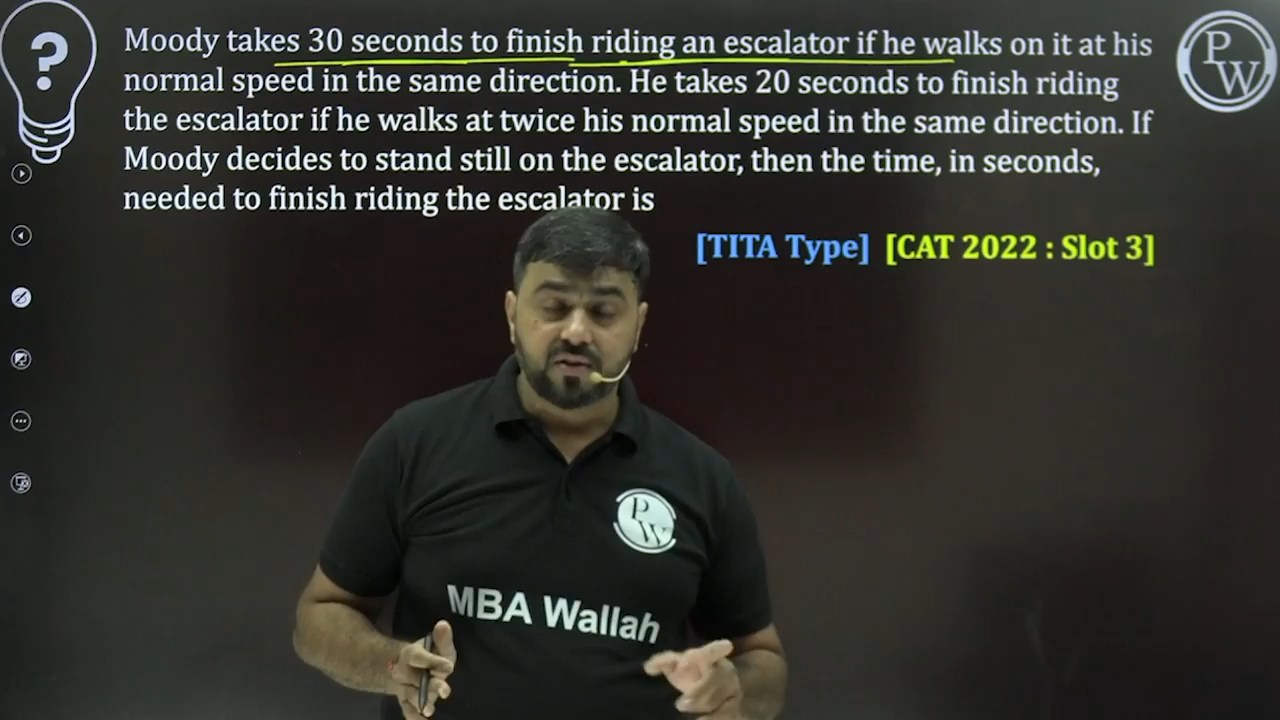 Moody takes 30 seconds to finish riding an escalator if he walks on it at his
normal speed in the same direction. He takes 20 seconds to finish riding
the escalator if he walks at twice his normal speed in the same direction. If
Moody decides to stand still on the escalator, then the time, in seconds,
needed to finish riding the escalator is
[TITA Type] [CAT 2022 : Slot 3]
?
P
W
P
W
MBA Wallah